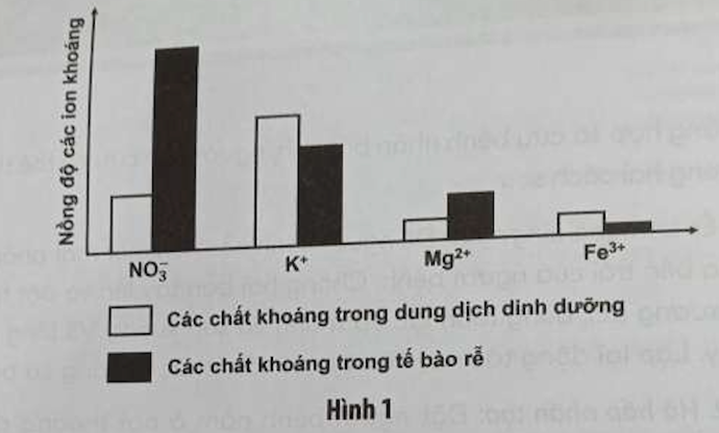 Nồng độ các ion khoáng
NO₃⁻
K⁺
Mg²⁺
Fe³⁺
Các chất khoáng trong dung dịch dinh dưỡng
Các chất khoáng trong tế bào rễ
Hình 1